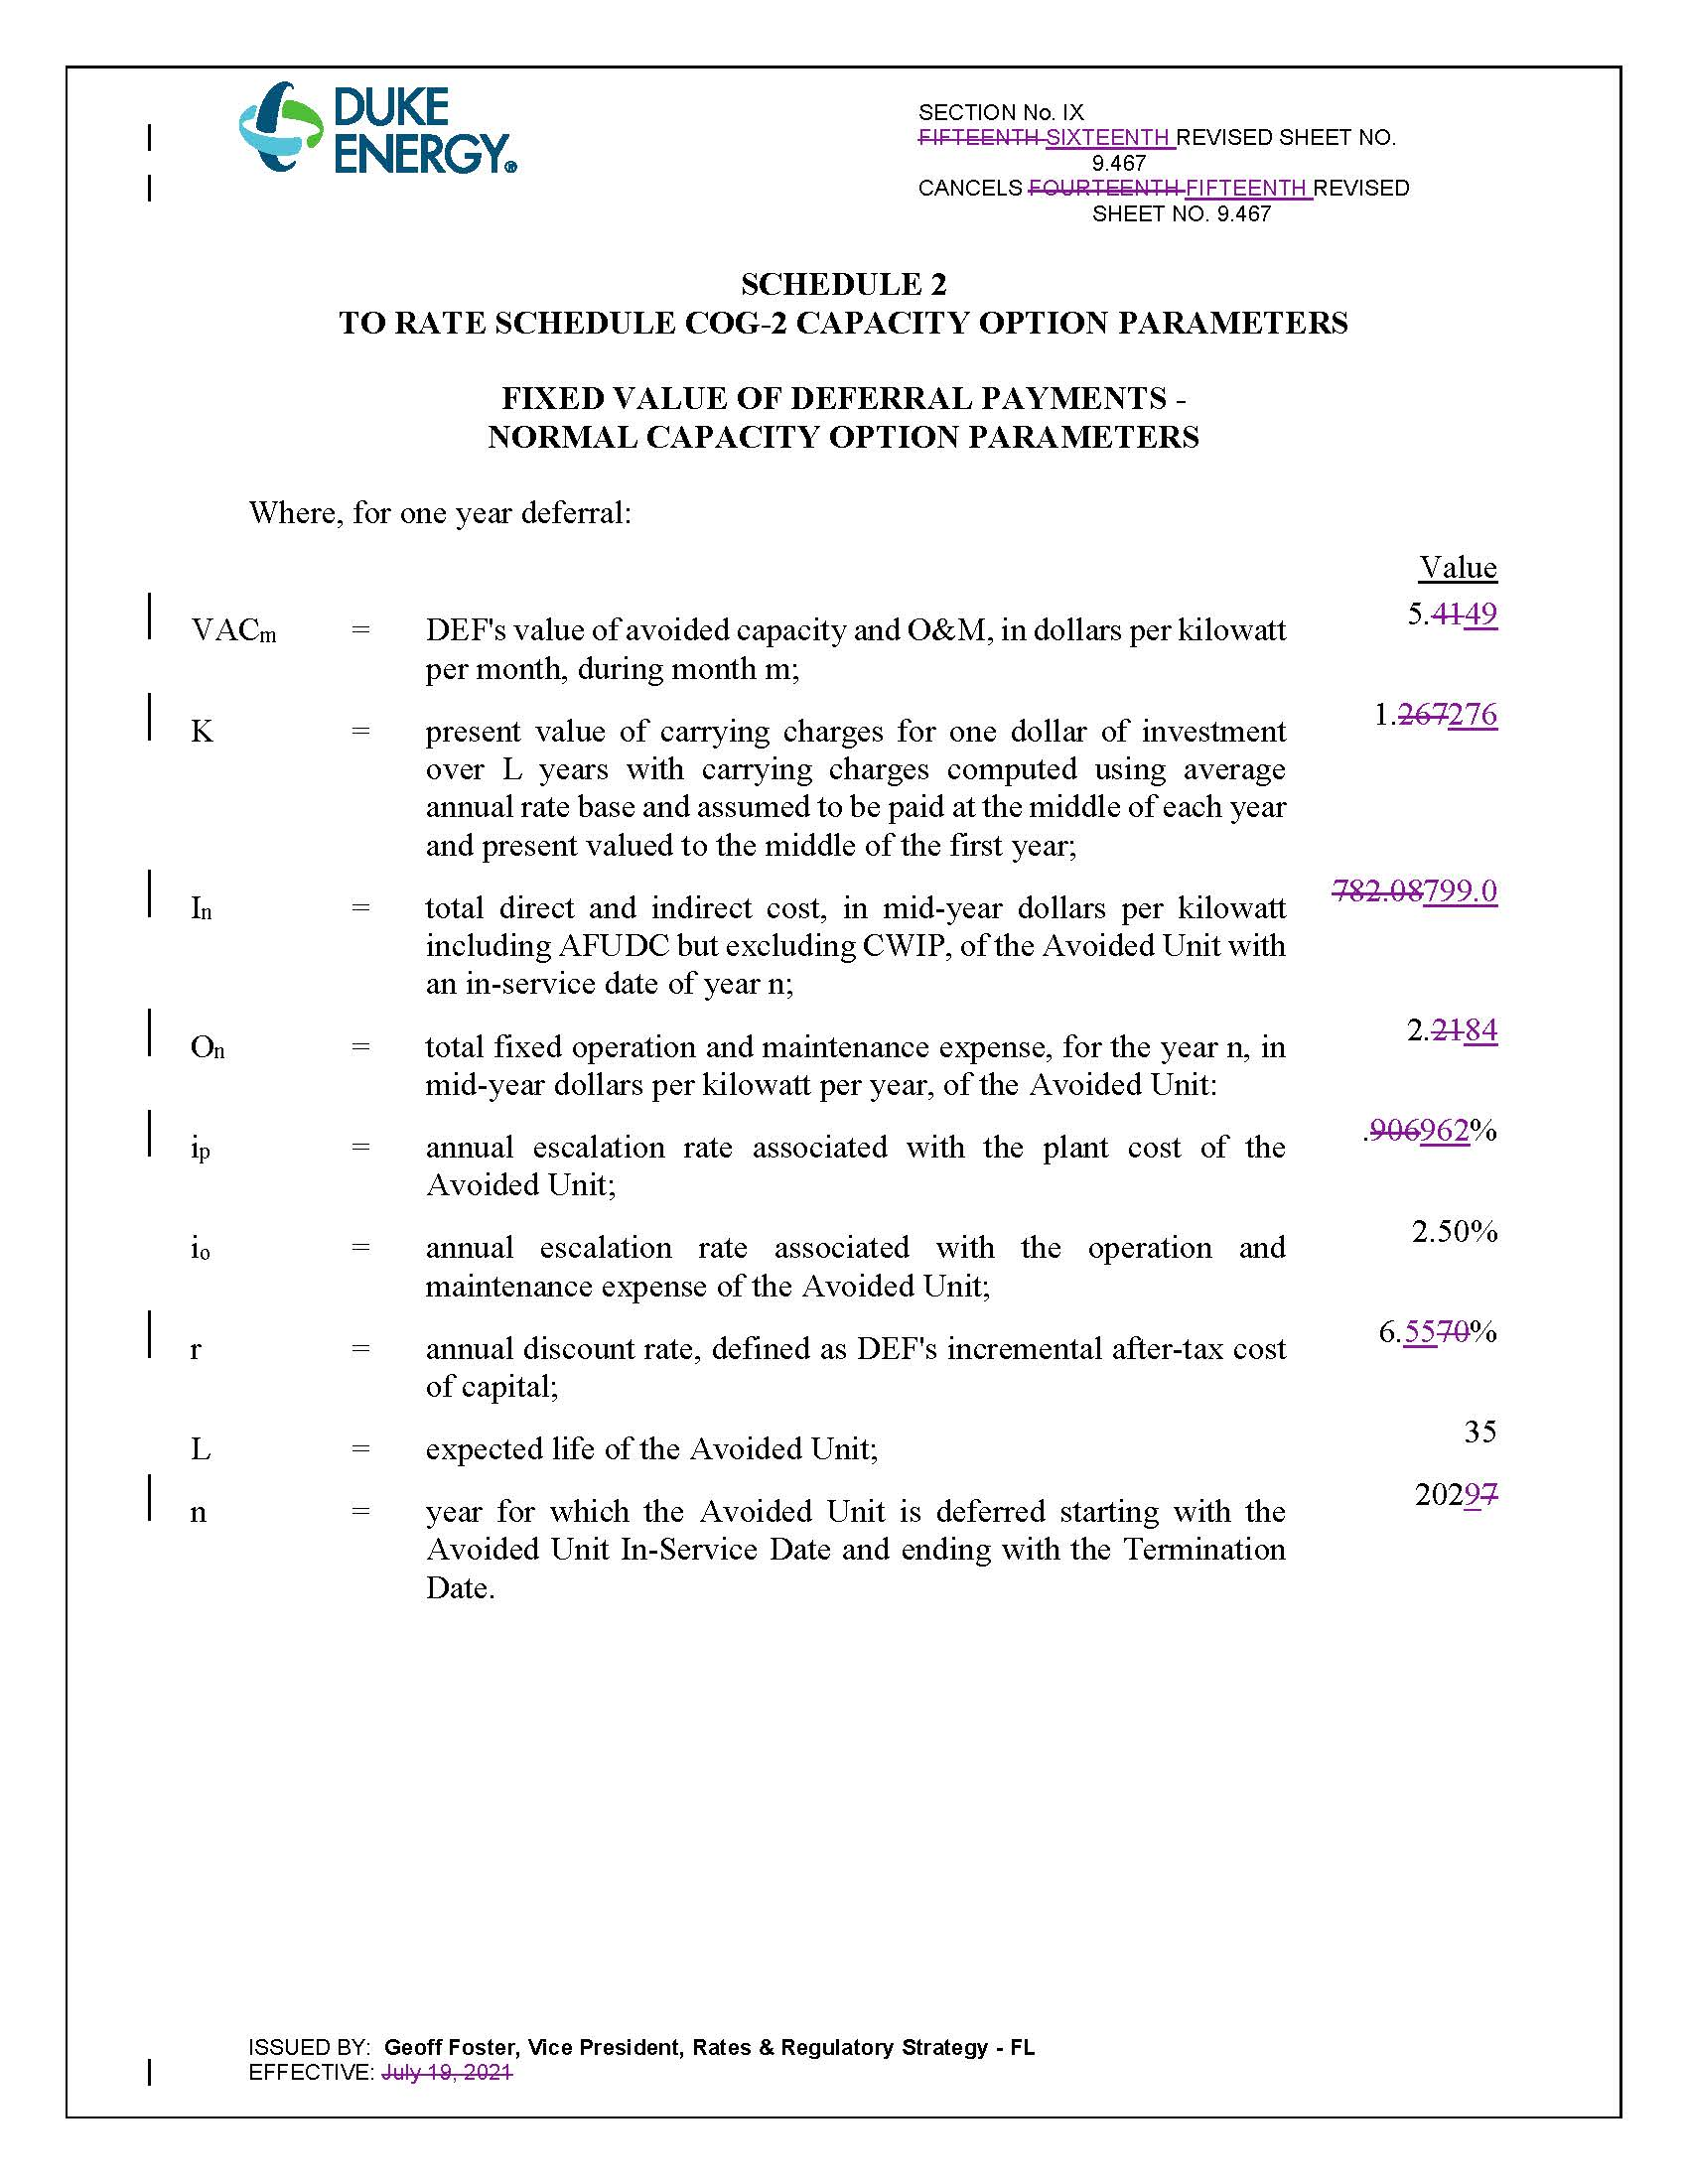 DUKE
ENERGY®
SECTION No. IX
FIFTEENTH SIXTEENTH REVISED SHEET NO.
9.467
CANCELS FOURTEENTH FIFTEENTH REVISED
SHEET NO. 9.467
SCHEDULE 2
TO RATE SCHEDULE COG-2 CAPACITY OPTION PARAMETERS
FIXED VALUE OF DEFERRAL PAYMENTS -
NORMAL CAPACITY OPTION PARAMETERS
Where, for one year deferral:
Value
VACm = DEF's value of avoided capacity and O&M, in dollars per kilowatt 5.4149
per month, during month m;
K = present value of carrying charges for one dollar of investment 1.267276
over L years with carrying charges computed using average
annual rate base and assumed to be paid at the middle of each year
and present valued to the middle of the first year;
In = total direct and indirect cost, in mid-year dollars per kilowatt 782.08799.0
including AFUDC but excluding CWIP, of the Avoided Unit with
an in-service date of year n;
On = total fixed operation and maintenance expense, for the year n, in 2.2184
mid-year dollars per kilowatt per year, of the Avoided Unit:
ip = annual escalation rate associated with the plant cost of the .906962%
Avoided Unit;
io = annual escalation rate associated with the operation and 2.50%
maintenance expense of the Avoided Unit;
r = annual discount rate, defined as DEF's incremental after-tax cost 6.5570%
of capital;
L = expected life of the Avoided Unit; 35
n = year for which the Avoided Unit is deferred starting with the 20297
Avoided Unit In-Service Date and ending with the Termination
Date.
ISSUED BY: Geoff Foster, Vice President, Rates & Regulatory Strategy - FL
EFFECTIVE: July 19, 2021